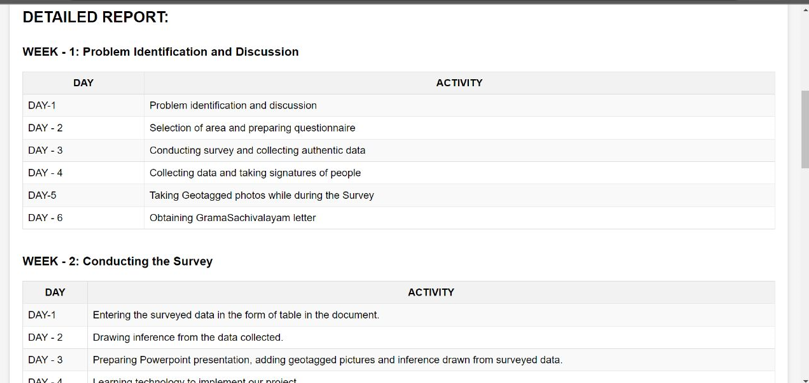 DETAILED REPORT:
WEEK - 1: Problem Identification and Discussion
DAY ACTIVITY
DAY-1 Problem identification and discussion
DAY - 2 Selection of area and preparing questionnaire
DAY - 3 Conducting survey and collecting authentic data
DAY - 4 Collecting data and taking signatures of people
DAY-5 Taking Geotagged photos while during the Survey
DAY - 6 Obtaining GramaSachivalayam letter
WEEK - 2: Conducting the Survey
DAY ACTIVITY
DAY-1 Entering the surveyed data in the form of table in the document.
DAY - 2 Drawing inference from the data collected.
DAY - 3 Preparing Powerpoint presentation, adding geotagged pictures and inference drawn from surveyed data.
DAY - 4 Learning technology to implement our project